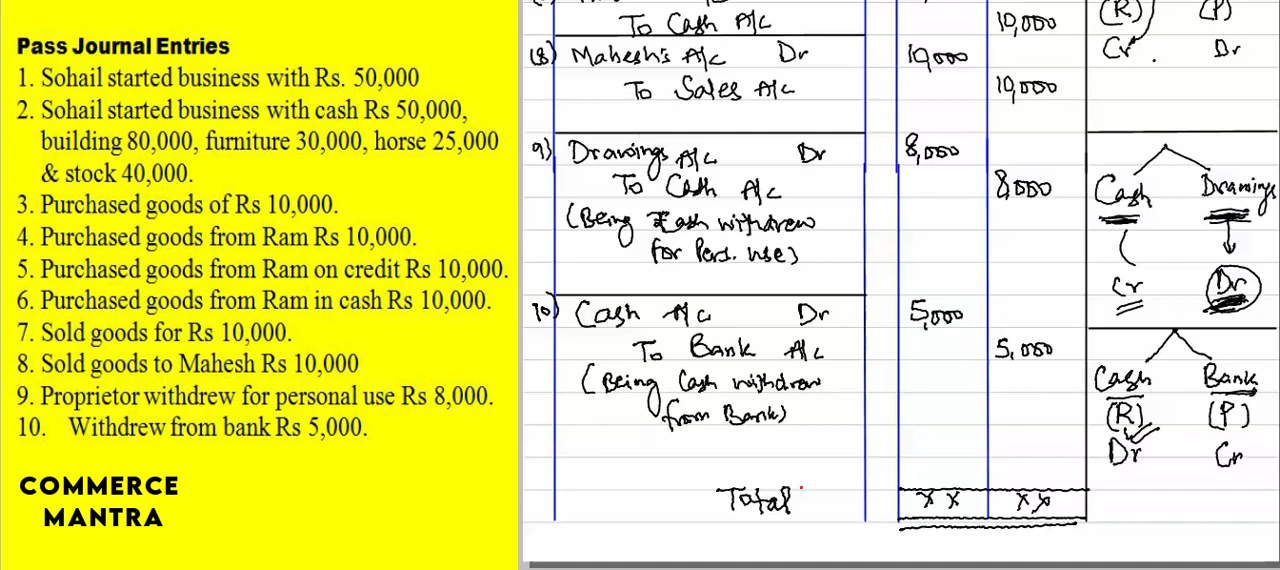 Pass Journal Entries
1. Sohail started business with Rs. 50,000
2. Sohail started business with cash Rs 50,000,
building 80,000, furniture 30,000, horse 25,000
& stock 40,000.
3. Purchased goods of Rs 10,000.
4. Purchased goods from Ram Rs 10,000.
5. Purchased goods from Ram on credit Rs 10,000.
6. Purchased goods from Ram in cash Rs 10,000.
7. Sold goods for Rs 10,000.
8. Sold goods to Mahesh Rs 10,000
9. Proprietor withdrew for personal use Rs 8,000.
10. Withdrew from bank Rs 5,000.
COMMERCE
MANTRA
To Cash A/c 10,000
(8) Mahesh's A/c Dr 10,000
To Sales A/c 10,000
9) Drawings A/c Dr 8,000
To Cash A/c 8,000
(Being Cash withdrew
for Pers. use)
10) Cash A/c Dr 5,000
To Bank A/c 5,000
(Being Cash withdrew
from Bank)
Total x x x x
(R) (P)
Cr Dr
Cash Drawings
Cr Dr
Cash Bank
(R) (P)
Dr Cr